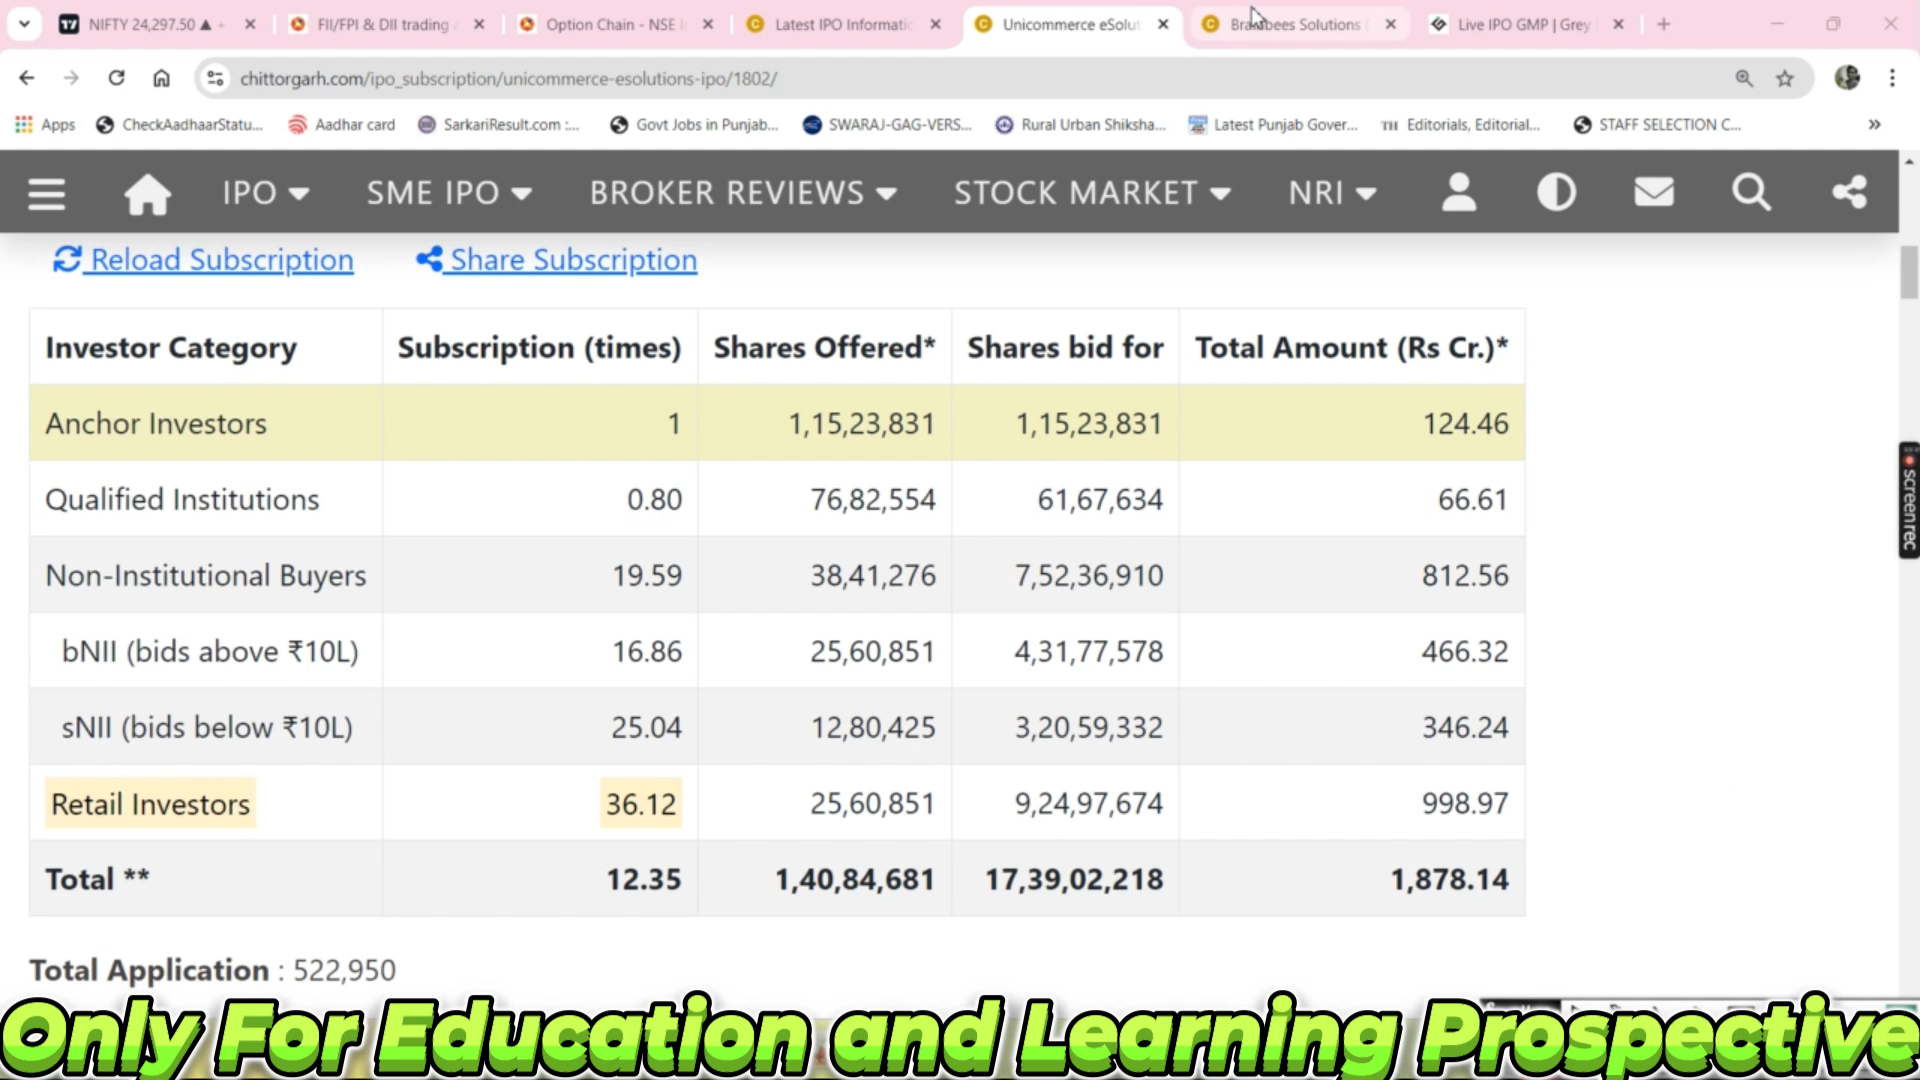 NIFTY 24,297.50 ▲
FII/FPI & DII trading
Option Chain - NSE
Latest IPO Informatic
Unicommerce eSolut
Brainbees Solutions
Live IPO GMP | Grey
chittorgarh.com/ipo_subscription/unicommerce-esolutions-ipo/1802/
Apps
CheckAadhaarStatu...
Aadhar card
SarkariResult.com :...
Govt Jobs in Punjab...
SWARAJ-GAG-VERS...
Rural Urban Shiksha...
Latest Punjab Gover...
TH Editorials, Editorial...
STAFF SELECTION C...
»
IPO
SME IPO
BROKER REVIEWS
STOCK MARKET
NRI
Reload Subscription
Share Subscription
Investor Category Subscription (times) Shares Offered* Shares bid for Total Amount (Rs Cr.)*
Anchor Investors 1 1,15,23,831 1,15,23,831 124.46
Qualified Institutions 0.80 76,82,554 61,67,634 66.61
Non-Institutional Buyers 19.59 38,41,276 7,52,36,910 812.56
bNII (bids above ₹10L) 16.86 25,60,851 4,31,77,578 466.32
sNII (bids below ₹10L) 25.04 12,80,425 3,20,59,332 346.24
Retail Investors 36.12 25,60,851 9,24,97,674 998.97
Total ** 12.35 1,40,84,681 17,39,02,218 1,878.14
screenrec
Total Application : 522,950
Only For Education and Learning Prospective